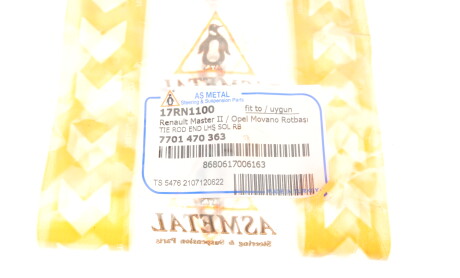 AS METAL
Steering & Suspension Parts
17RN1100 fit to / uygun
Renault Master II / Opel Movano Rotbası
TIE ROD END LHS SOL RB
7701 470 363
8680617006163
TS 5476 2107120622
ASMETAL
Steering & Suspension Parts